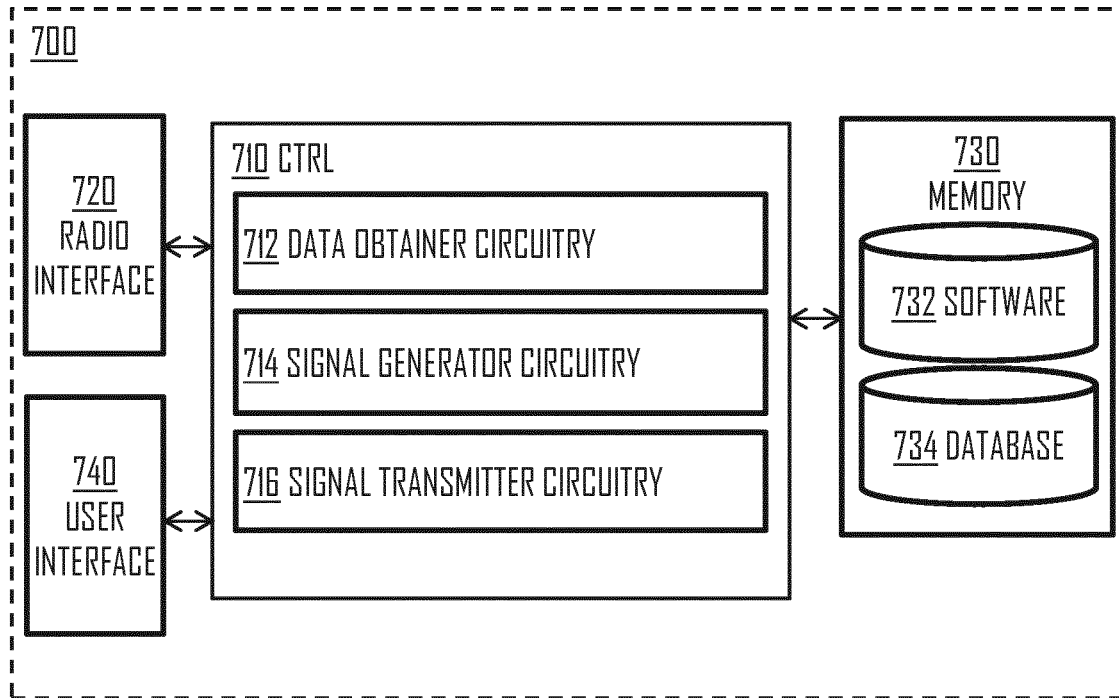 700
720
RADIO
INTERFACE
740
USER
INTERFACE
710 CTRL
712 DATA OBTAINER CIRCUITRY
714 SIGNAL GENERATOR CIRCUITRY
716 SIGNAL TRANSMITTER CIRCUITRY
730
MEMORY
732 SOFTWARE
734 DATABASE